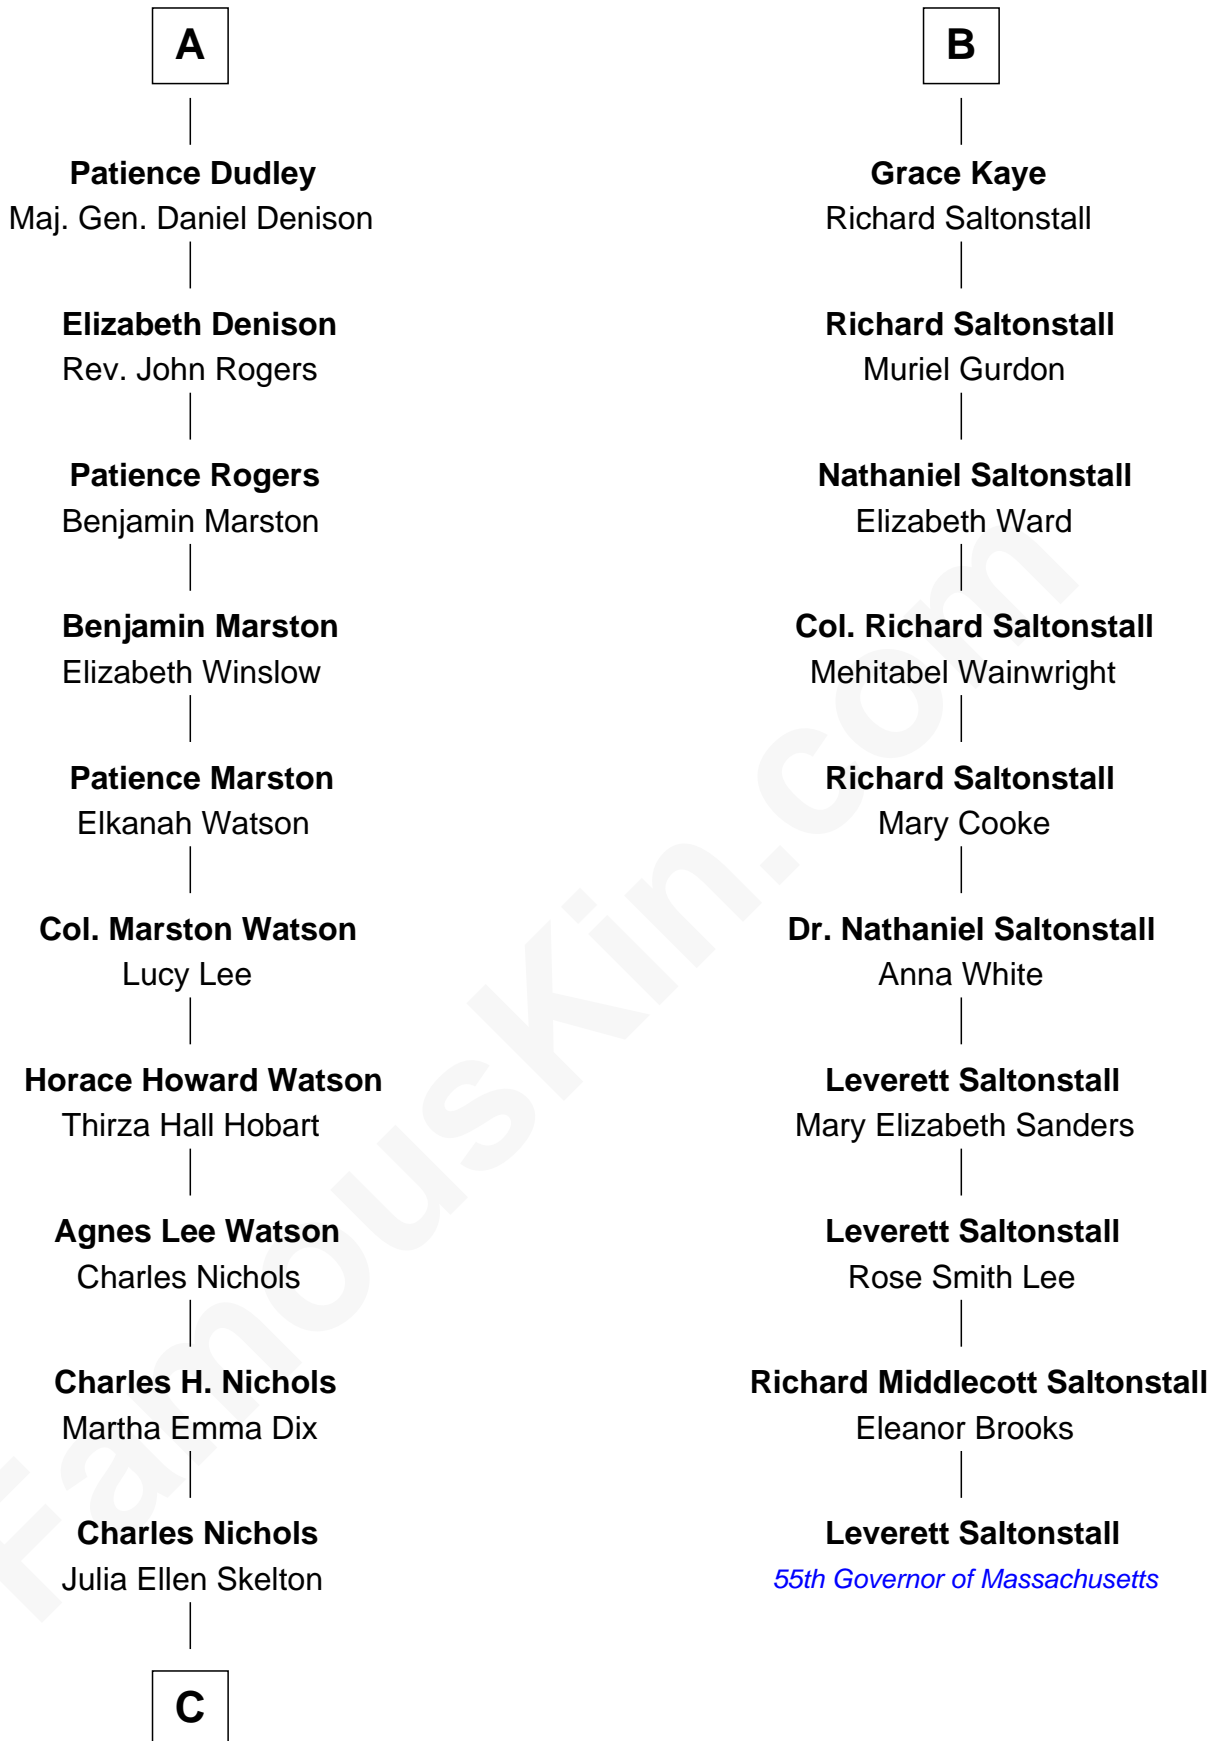 A
Patience Dudley
Maj. Gen. Daniel Denison
Elizabeth Denison
Rev. John Rogers
Patience Rogers
Benjamin Marston
Benjamin Marston
Elizabeth Winslow
Patience Marston
Elkanah Watson
Col. Marston Watson
Lucy Lee
Horace Howard Watson
Thirza Hall Hobart
Agnes Lee Watson
Charles Nichols
Charles H. Nichols
Martha Emma Dix
Charles Nichols
Julia Ellen Skelton
C
B
Grace Kaye
Richard Saltonstall
Richard Saltonstall
Muriel Gurdon
Nathaniel Saltonstall
Elizabeth Ward
Col. Richard Saltonstall
Mehitabel Wainwright
Richard Saltonstall
Mary Cooke
Dr. Nathaniel Saltonstall
Anna White
Leverett Saltonstall
Mary Elizabeth Sanders
Leverett Saltonstall
Rose Smith Lee
Richard Middlecott Saltonstall
Eleanor Brooks
Leverett Saltonstall
55th Governor of Massachusetts
FamousKin.com